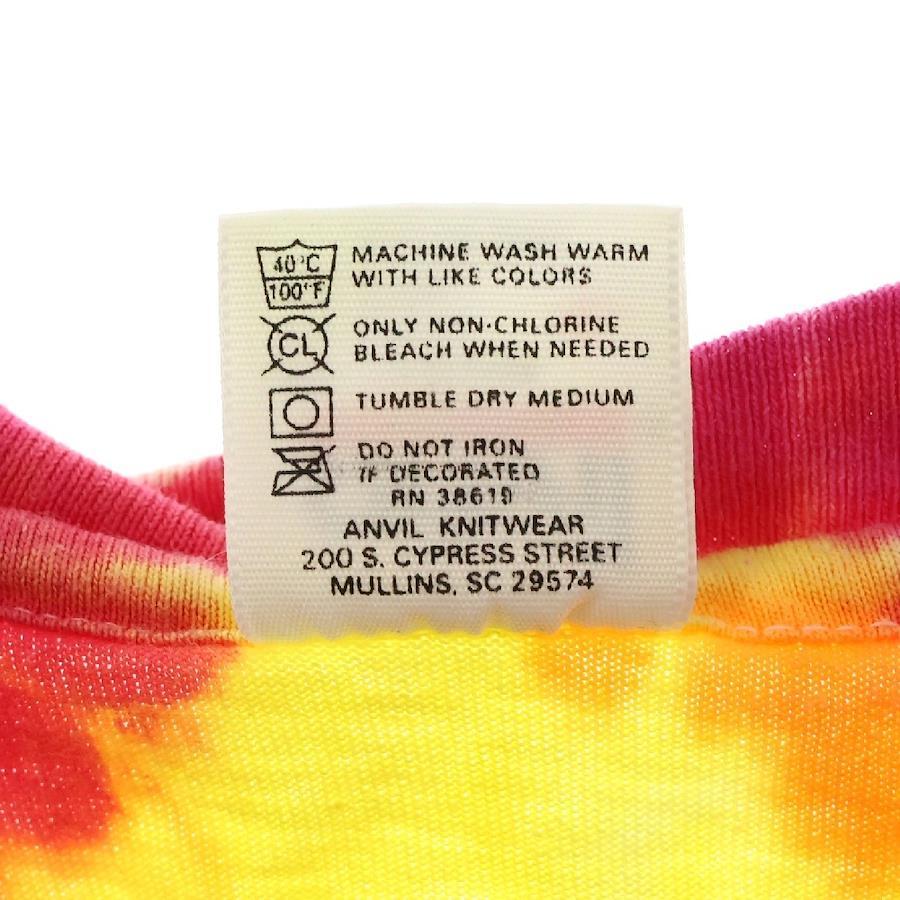 40°C
100°F
MACHINE WASH WARM
WITH LIKE COLORS
CL
ONLY NON-CHLORINE
BLEACH WHEN NEEDED
TUMBLE DRY MEDIUM
DO NOT IRON
IF DECORATED
RN 38619
ANVIL KNITWEAR
200 S. CYPRESS STREET
MULLINS, SC 29574